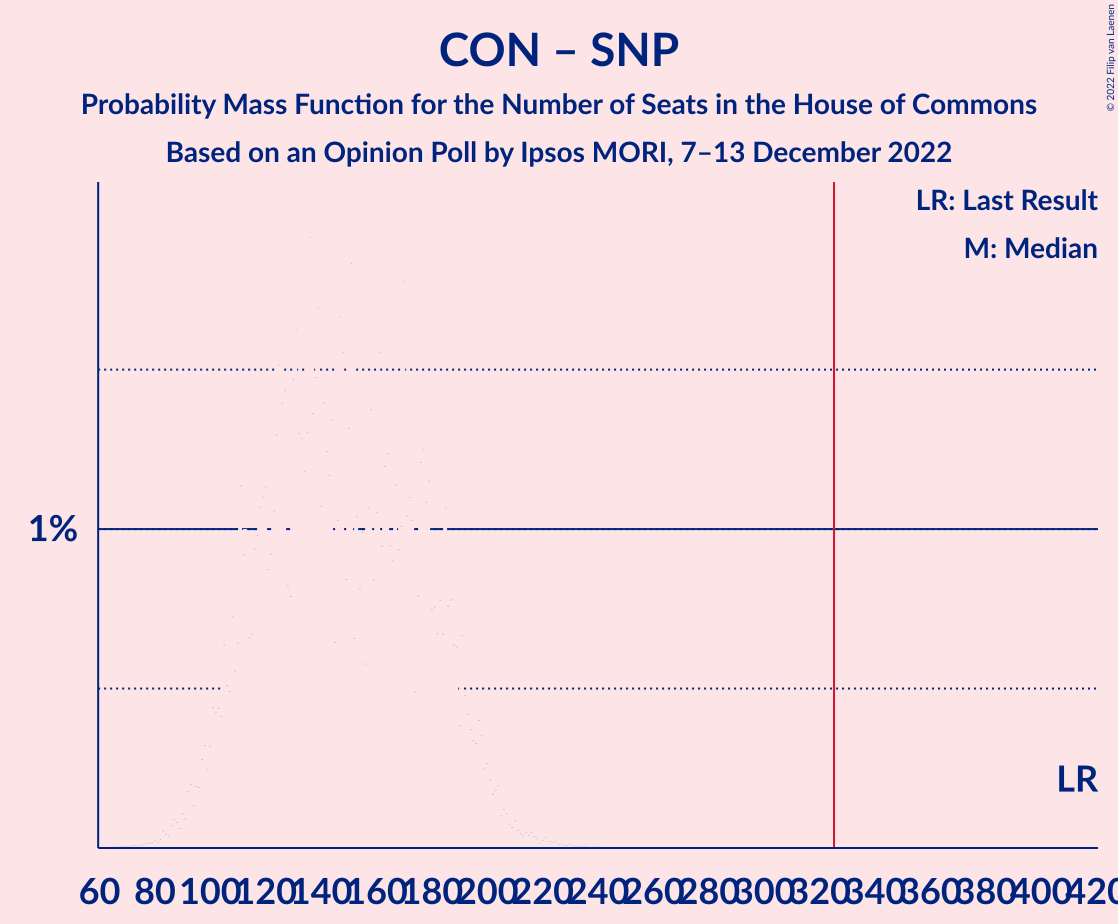 CON – SNP
Probability Mass Function for the Number of Seats in the House of Commons
Based on an Opinion Poll by Ipsos MORI, 7–13 December 2022
© 2022 Filip van Laenen
LR: Last Result
M: Median
1%
LR
60 80 100 120 140 160 180 200 220 240 260 280 300 320 340 360 380 400 420